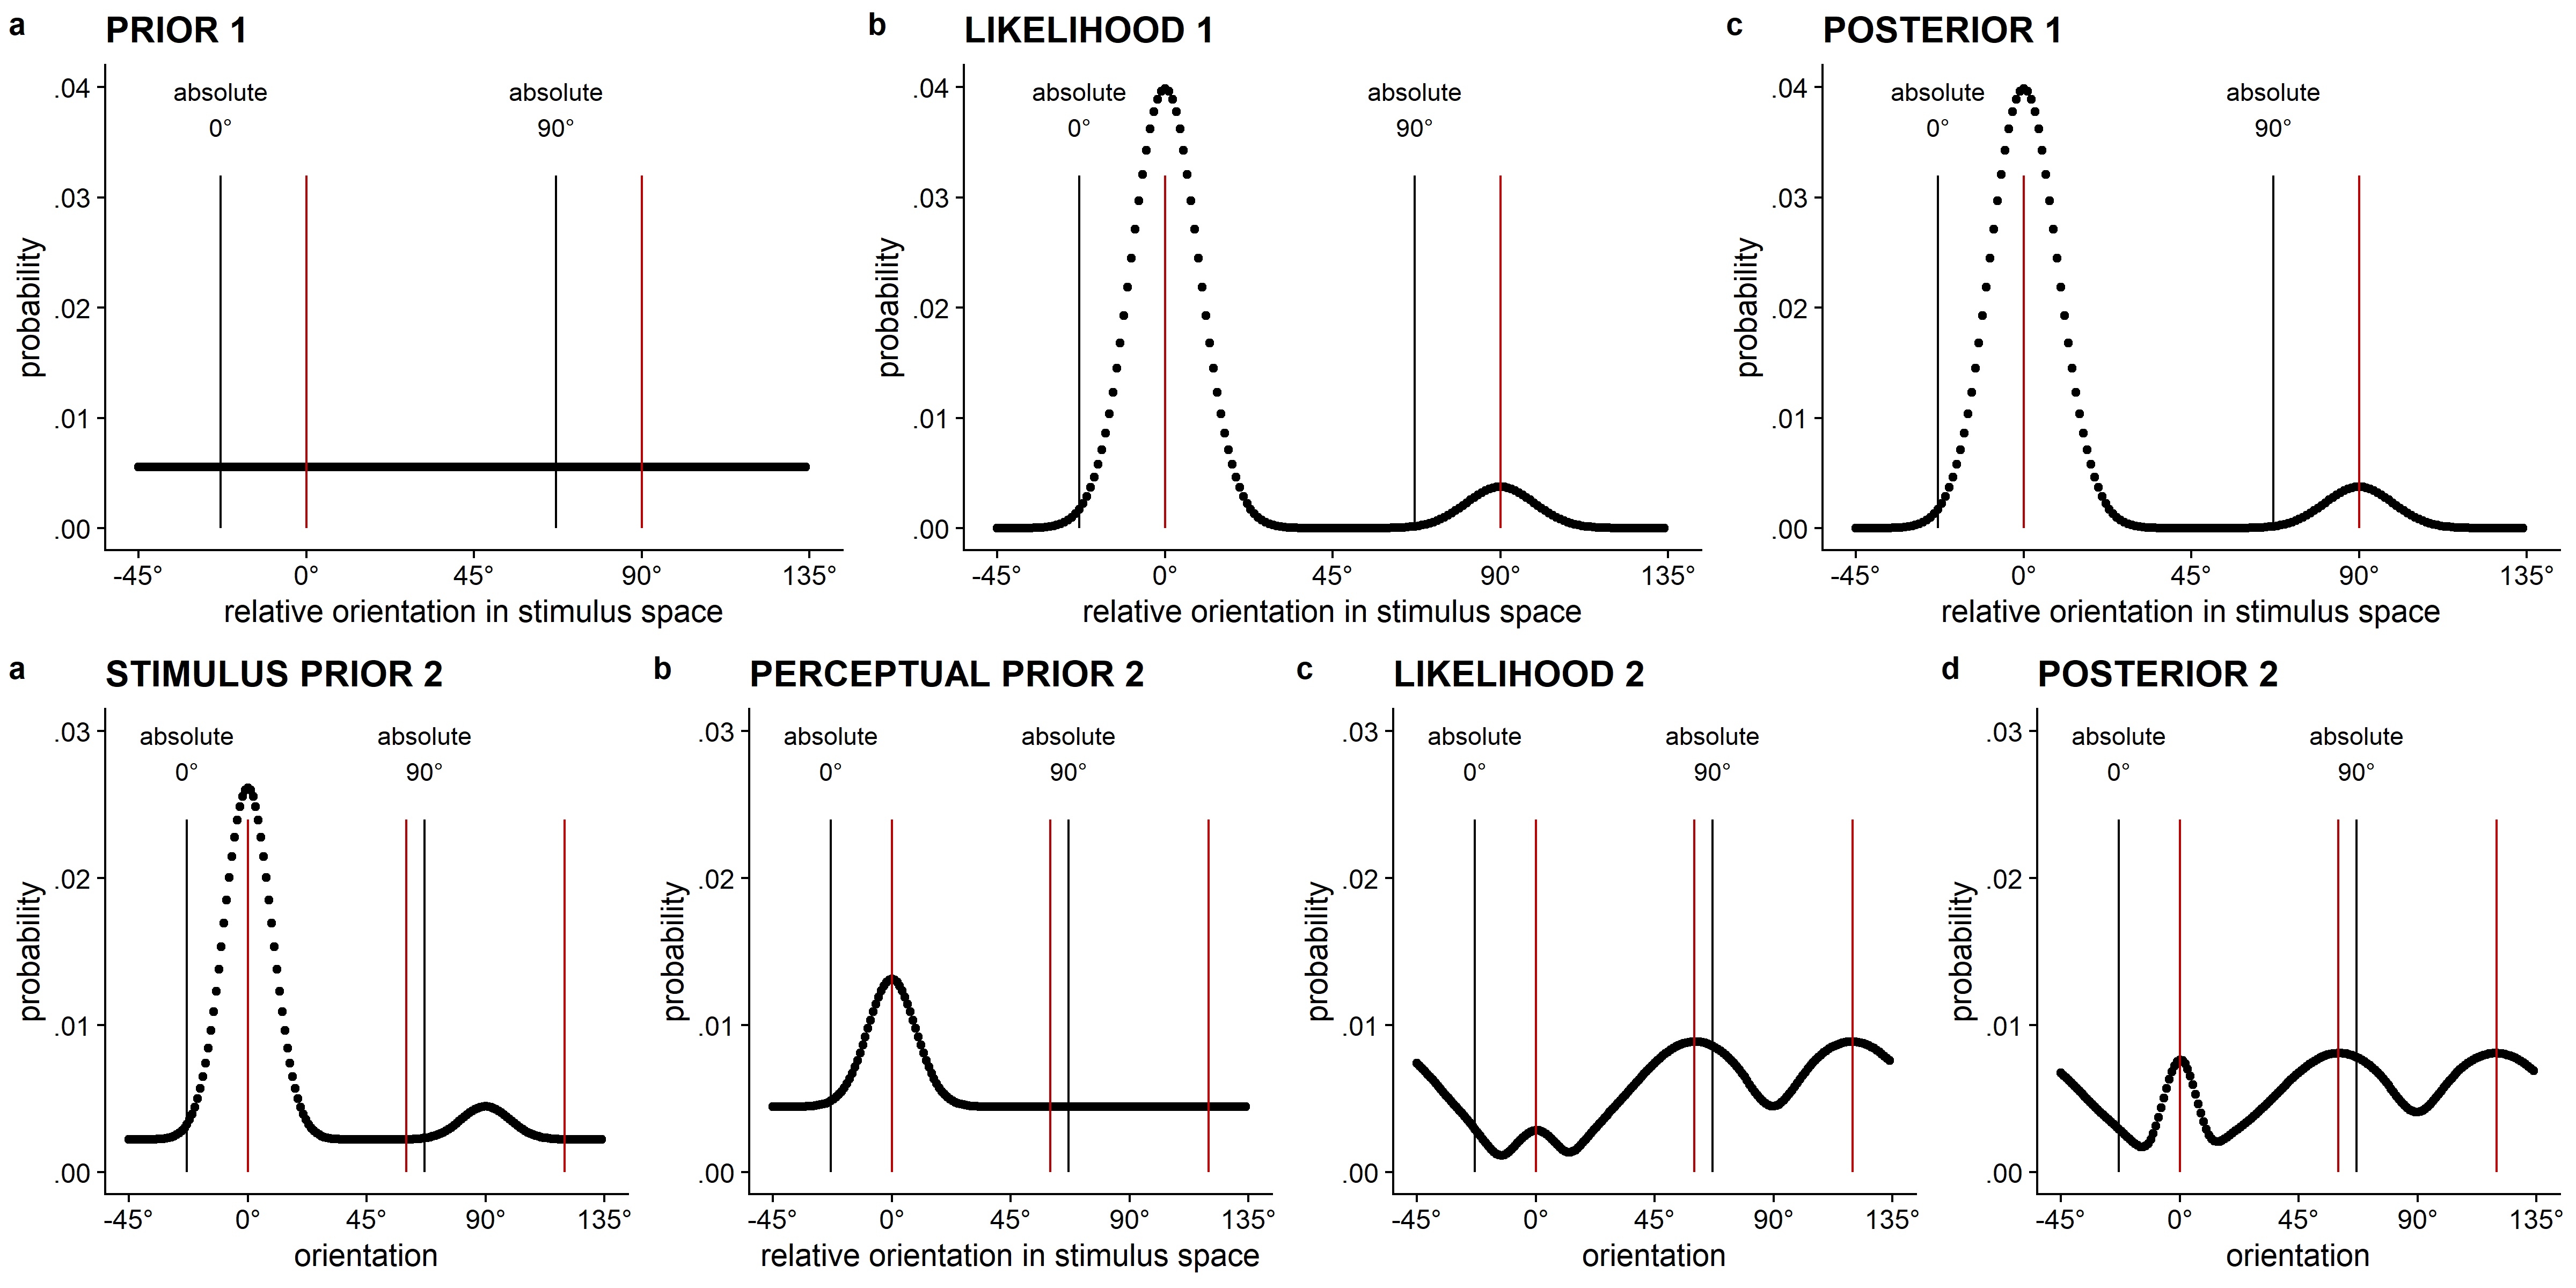 a PRIOR 1
absolute absolute
0° 90°
.04
.03
.02
.01
.00
probability
-45° 0° 45° 90° 135°
relative orientation in stimulus space
b LIKELIHOOD 1
absolute absolute
0° 90°
.04
.03
.02
.01
.00
probability
-45° 0° 45° 90° 135°
relative orientation in stimulus space
c POSTERIOR 1
absolute absolute
0° 90°
.04
.03
.02
.01
.00
probability
-45° 0° 45° 90° 135°
relative orientation in stimulus space
a STIMULUS PRIOR 2
absolute absolute
0° 90°
.03
.02
.01
.00
probability
-45° 0° 45° 90° 135°
orientation
b PERCEPTUAL PRIOR 2
absolute absolute
0° 90°
.03
.02
.01
.00
probability
-45° 0° 45° 90° 135°
relative orientation in stimulus space
c LIKELIHOOD 2
absolute absolute
0° 90°
.03
.02
.01
.00
probability
-45° 0° 45° 90° 135°
orientation
d POSTERIOR 2
absolute absolute
0° 90°
.03
.02
.01
.00
probability
-45° 0° 45° 90° 135°
orientation